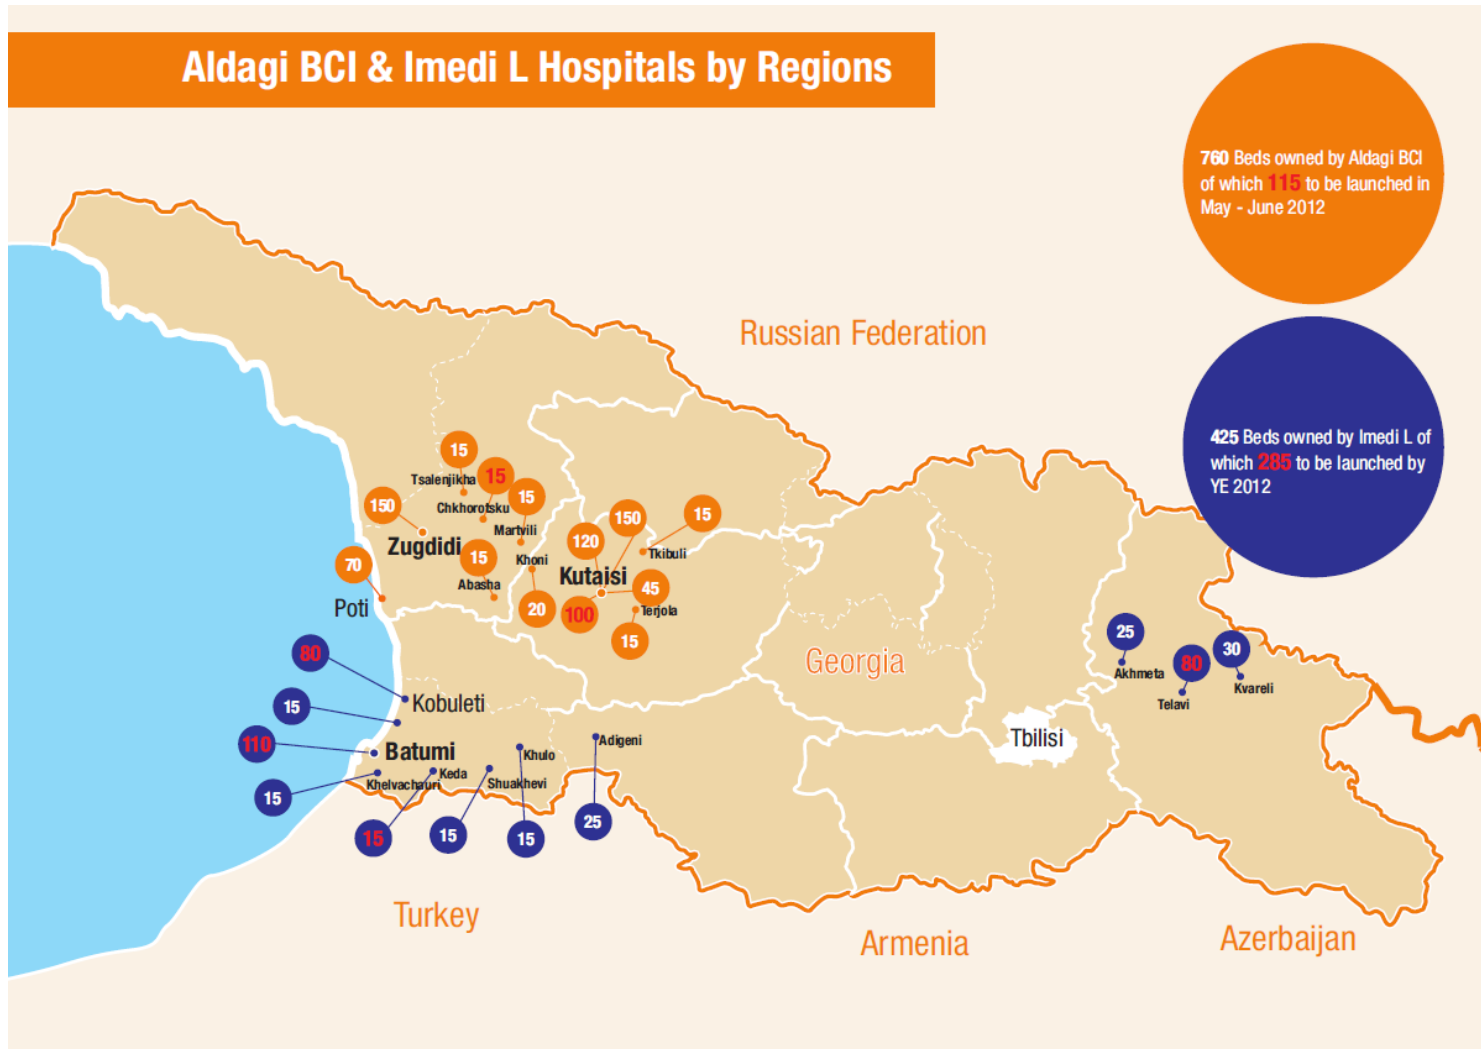 Aldagi BCI & Imedi L Hospitals by Regions
760 Beds owned by Aldagi BCI
of which 115 to be launched in
May - June 2012
Russian Federation
425 Beds owned by Imedi L of
which 285 to be launched by
YE 2012
15
Tsalenjikha
15
Chkhorotsku
15
Martvili
150
Zugdidi
15
Abasha
Khoni
20
70
Poti
120
150
15
Tkibuli
Kutaisi
45
100
Terjola
15
Georgia
25
Akhmeta
80
Telavi
30
Kvareli
80
Kobuleti
15
110
Batumi
15
Khelvachauri
Keda
15
Shuakhevi
15
Khulo
15
Adigeni
25
Tbilisi
Turkey
Armenia
Azerbaijan